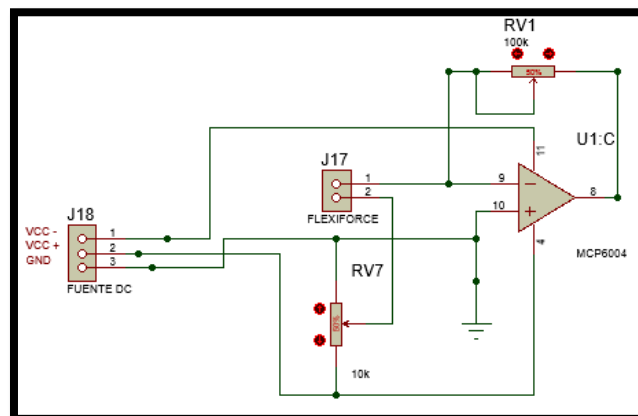 RV1
100k
50%
U1:C
11
J17
1
2
FLEXIFORCE
9
10
8
4
MCP6004
J18
VCC -
VCC +
GND
1
2
3
FUENTE DC
RV7
50%
10k